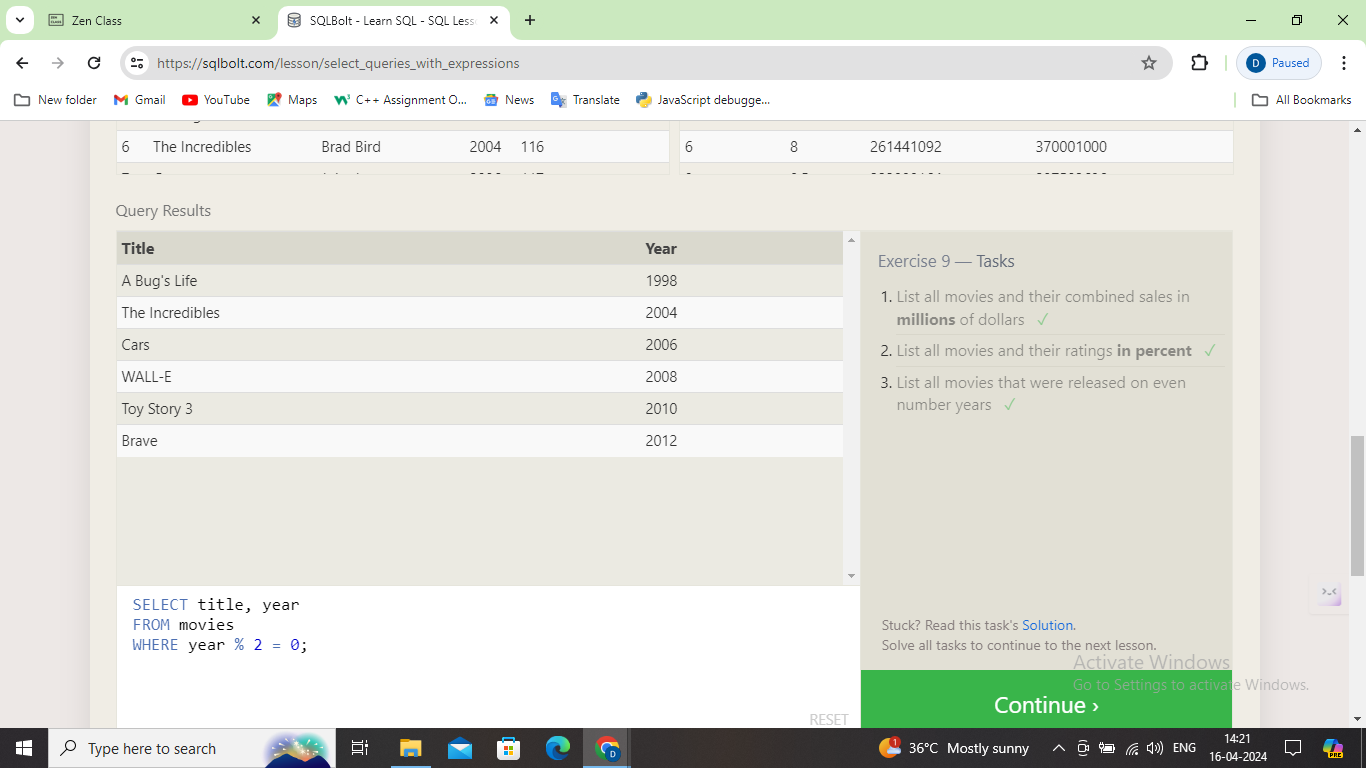 Zen Class
SQLBolt - Learn SQL - SQL Less
https://sqlbolt.com/lesson/select_queries_with_expressions
D Paused
New folder
Gmail
YouTube
Maps
C++ Assignment O...
News
Translate
JavaScript debugge...
All Bookmarks
6 The Incredibles Brad Bird 2004 116
6 8 261441092 370001000
Query Results
Title Year
A Bug's Life 1998
The Incredibles 2004
Cars 2006
WALL-E 2008
Toy Story 3 2010
Brave 2012
Exercise 9 — Tasks
1. List all movies and their combined sales in
millions of dollars ✓
2. List all movies and their ratings in percent ✓
3. List all movies that were released on even
number years ✓
SELECT title, year
FROM movies
WHERE year % 2 = 0;
RESET
Stuck? Read this task's Solution.
Solve all tasks to continue to the next lesson.
Activate Windows
Go to Settings to activate Windows.
Continue ›
Type here to search
1
36°C Mostly sunny
ENG
14:21
16-04-2024
PRE